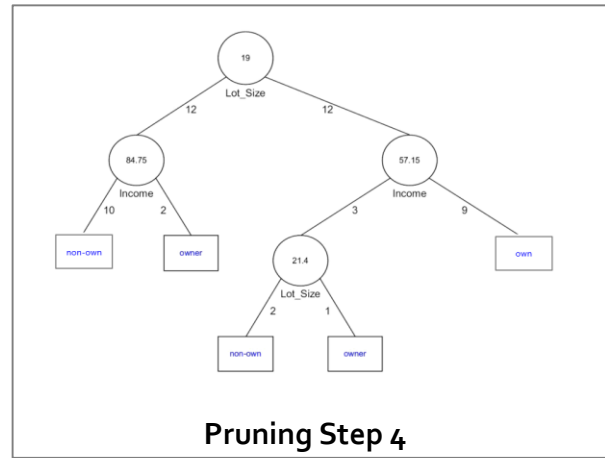 19
Lot_Size
12 12
84.75 57.15
Income Income
10 2 3 9
non-own owner 21.4 own
Lot_Size
2 1
non-own owner
Pruning Step 4